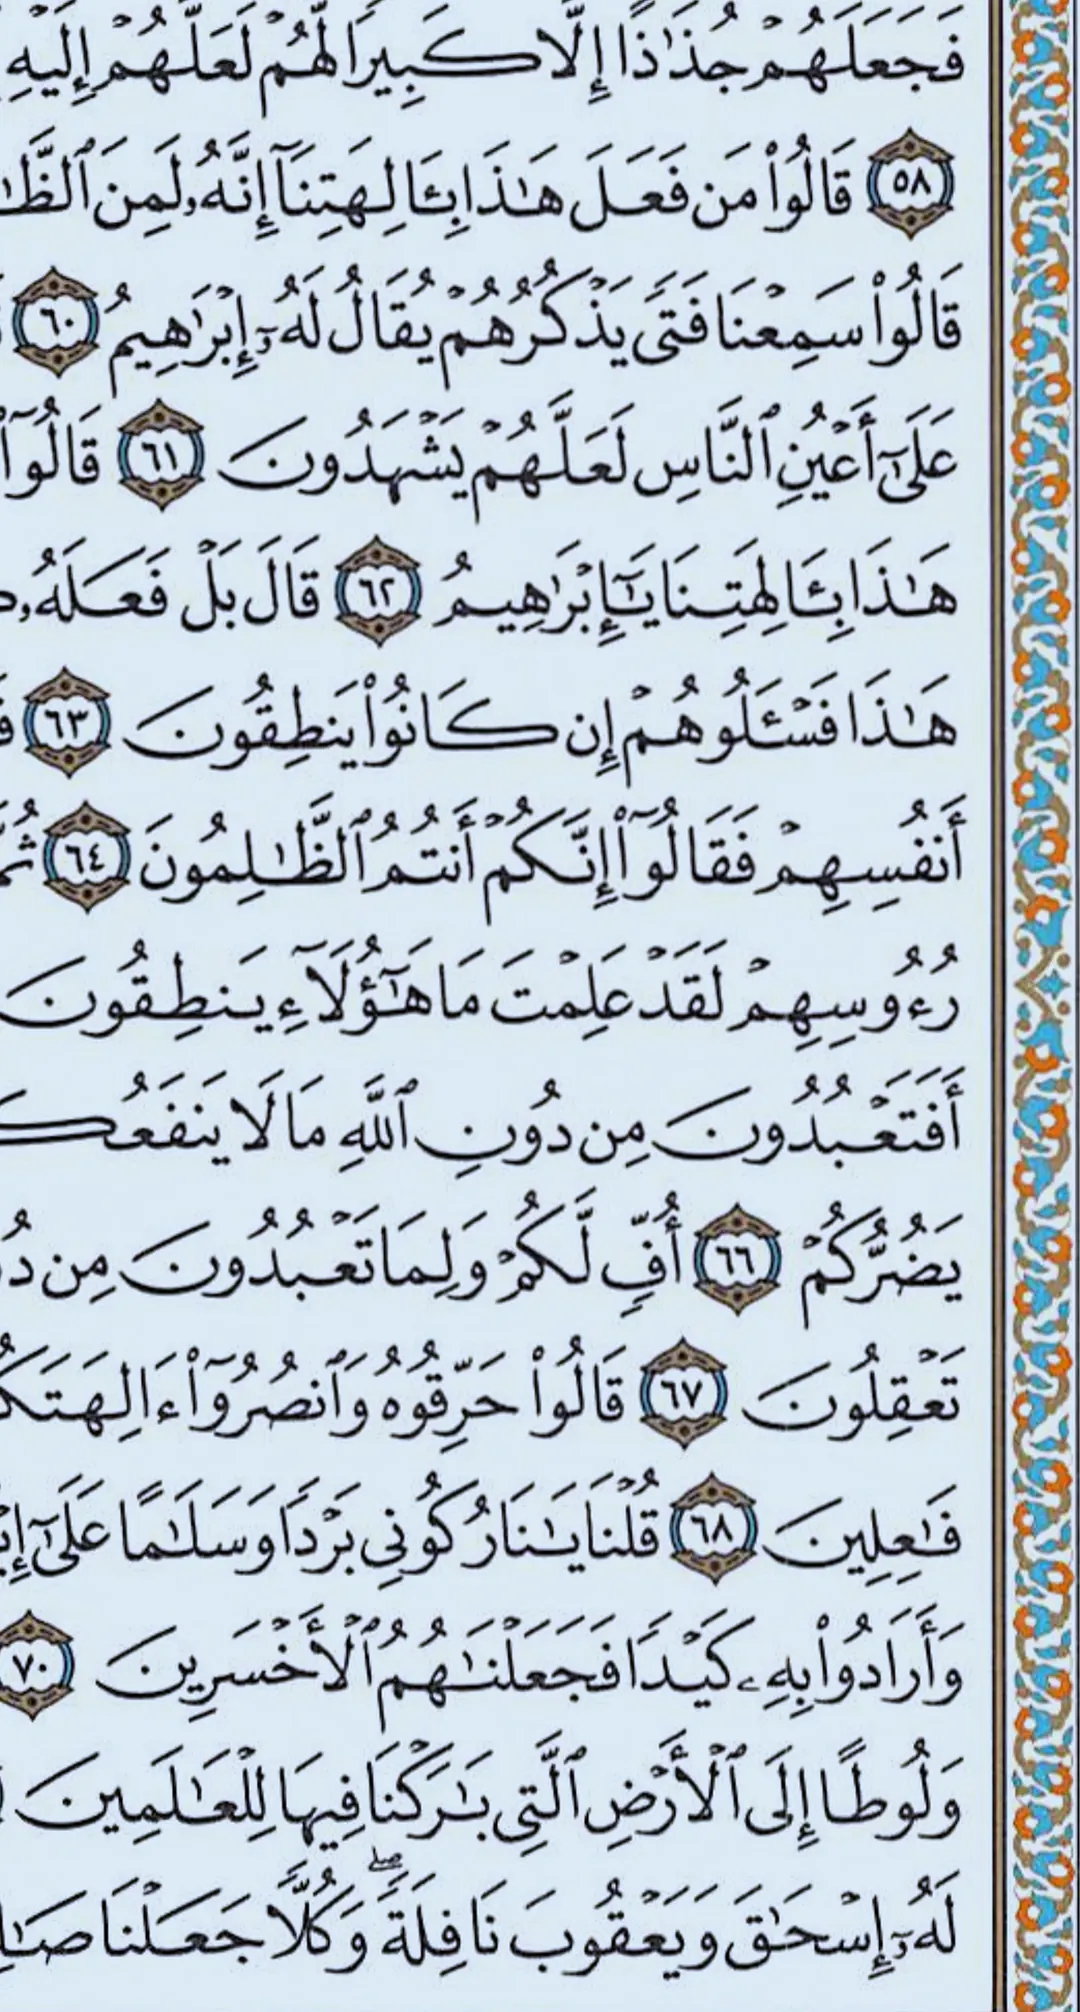 فَجَعَلَهُمْ جُذَٰذًا إِلَّا كَبِيرًا لَّهُمْ لَعَلَّهُمْ إِلَيْهِ
٥٨ قَالُوا۟ مَن فَعَلَ هَـٰذَا بِـَٔالِهَتِنَآ إِنَّهُۥ لَمِنَ
قَالُوا۟ سَمِعْنَا فَتًى يَذْكُرُهُمْ يُقَالُ لَهُۥٓ إِبْرَٰهِيمُ ٦٠
عَلَىٰٓ أَعْيُنِ ٱلنَّاسِ لَعَلَّهُمْ يَشْهَدُونَ ٦١ قَالُوٓا۟
هَـٰذَا بِـَٔالِهَتِنَا يَـٰٓإِبْرَٰهِيمُ ٦٢ قَالَ بَلْ فَعَلَهُۥ
هَـٰذَا فَسْـَٔلُوهُمْ إِن كَانُوا۟ يَنطِقُونَ ٦٣
أَنفُسِهِمْ فَقَالُوٓا۟ إِنَّكُمْ أَنتُمُ ٱلظَّـٰلِمُونَ ٦٤
رُءُوسِهِمْ لَقَدْ عَلِمْتَ مَا هَـٰٓؤُلَآءِ يَنطِقُونَ
أَفَتَعْبُدُونَ مِن دُونِ ٱللَّهِ مَا لَا
يَضُرُّكُمْ ٦٦ أُفٍّ لَّكُمْ وَلِمَا تَعْبُدُونَ مِن
تَعْقِلُونَ ٦٧ قَالُوا۟ حَرِّقُوهُ وَٱنصُرُوٓا۟
فَـٰعِلِينَ ٦٨ قُلْنَا يَـٰنَارُ كُونِى بَرْدًا وَسَلَـٰمًا عَلَىٰٓ
وَأَرَادُوا۟ بِهِۦ كَيْدًا فَجَعَلْنَـٰهُمُ ٱلْأَخْسَرِينَ ٧٠
وَلُوطًا إِلَى ٱلْأَرْضِ ٱلَّتِى بَـٰرَكْنَا فِيهَا لِلْعَـٰلَمِينَ
لَهُۥٓ إِسْحَـٰقَ وَيَعْقُوبَ نَافِلَةً ۖ وَكُلًّا جَعَلْنَا